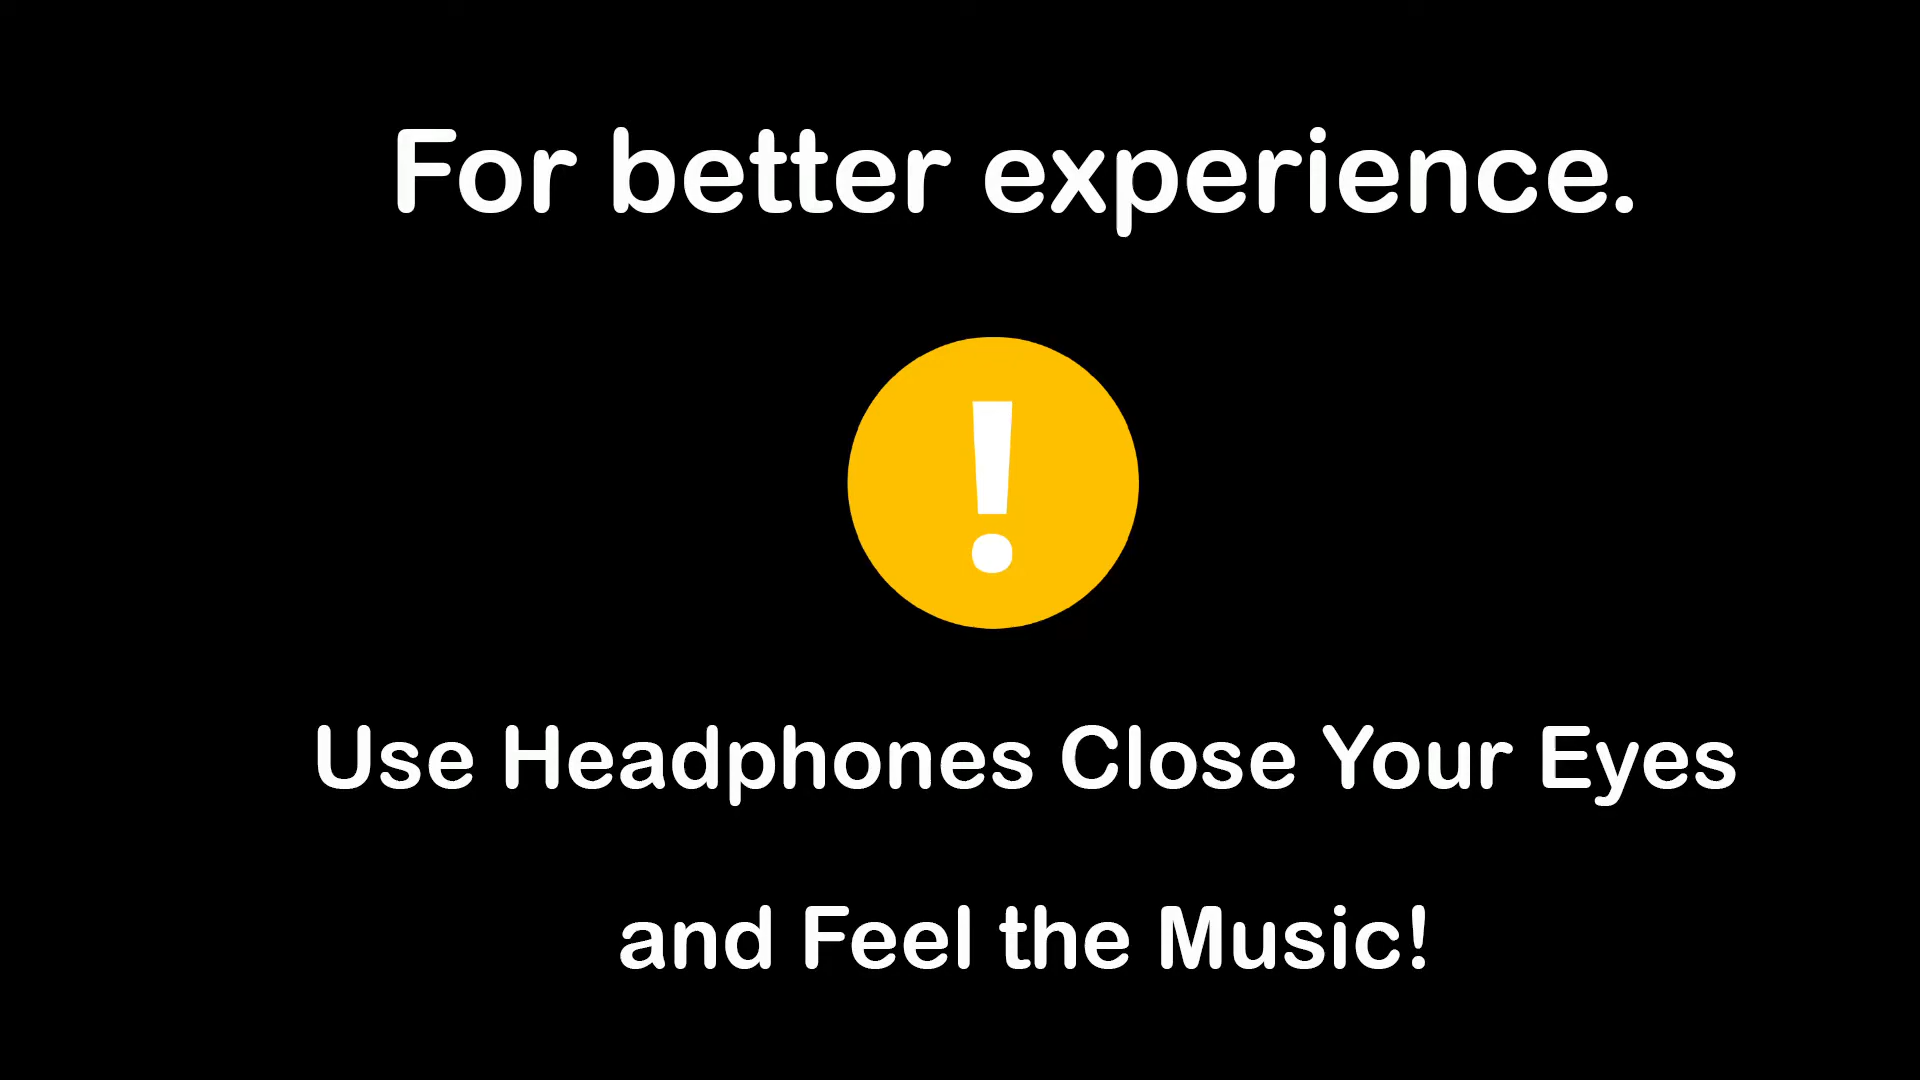 For better experience.
!
Use Headphones Close Your Eyes
and Feel the Music!